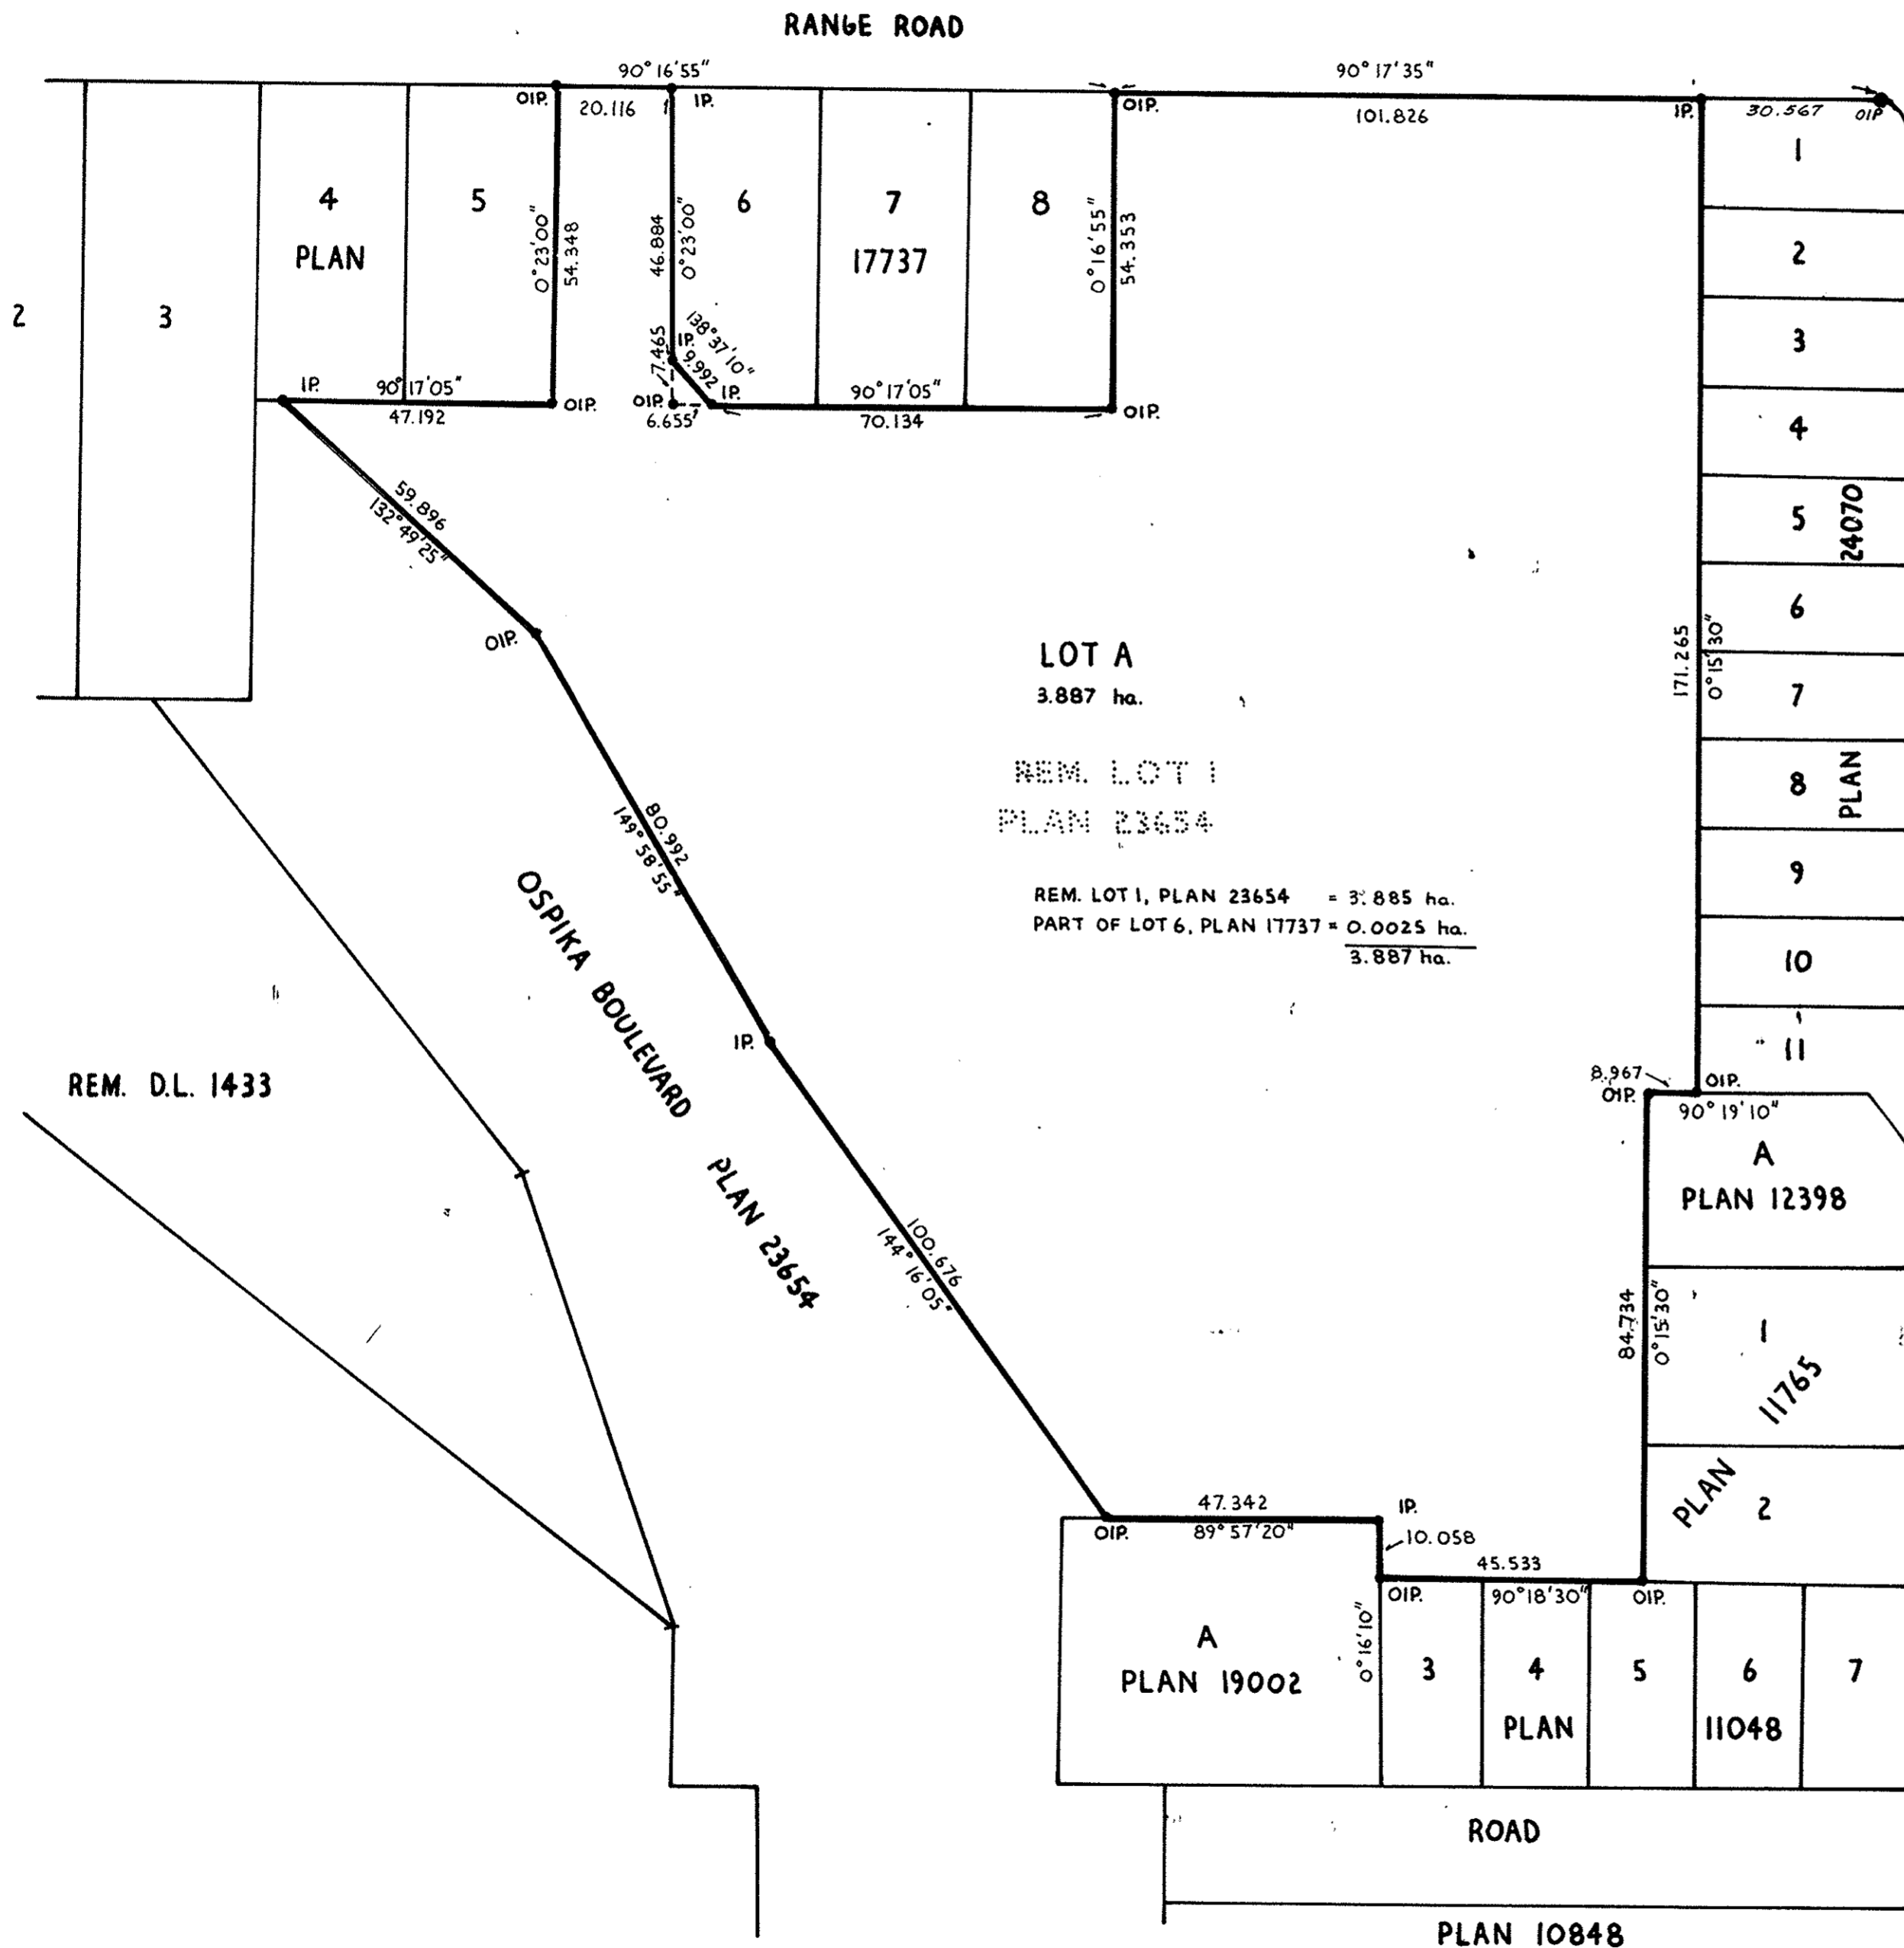 RANGE ROAD
90° 16'55"
90° 17'35"
OIP.
20.116
IP.
OIP.
101.826
IP.
30.567
OIP
1
4
5
6
7
8
2
PLAN
17737
0°23'00"
54.348
46.884
0°23'00"
0°16'55"
54.353
2
3
3
7.465
138°37'10"
IP.
9.992
IP.
90°17'05"
47.192
OIP.
OIP.
6.655
IP.
90°17'05"
70.134
OIP.
4
59.896
132°49'25"
5
24070
OIP.
6
LOT A
3.887 ha.
171.265
0°15'30"
7
REM. LOT 1
PLAN 23654
8
PLAN
80.992
149°58'55"
REM. LOT 1, PLAN 23654 = 3.885 ha.
PART OF LOT 6, PLAN 17737 = 0.0025 ha.
3.887 ha.
9
10
OSPIKA BOULEVARD PLAN 23654
IP.
11
REM. D.L. 1433
8.967
OIP.
OIP.
90° 19'10"
A
PLAN 12398
100.676
144°16'05"
84.734
0°15'30"
1
PLAN 11765
2
47.342
IP.
OIP.
89°57'20"
10.058
45.533
OIP.
90°18'30"
OIP.
0°16'10"
A
PLAN 19002
3
4
5
6
7
PLAN
11048
ROAD
PLAN 10848